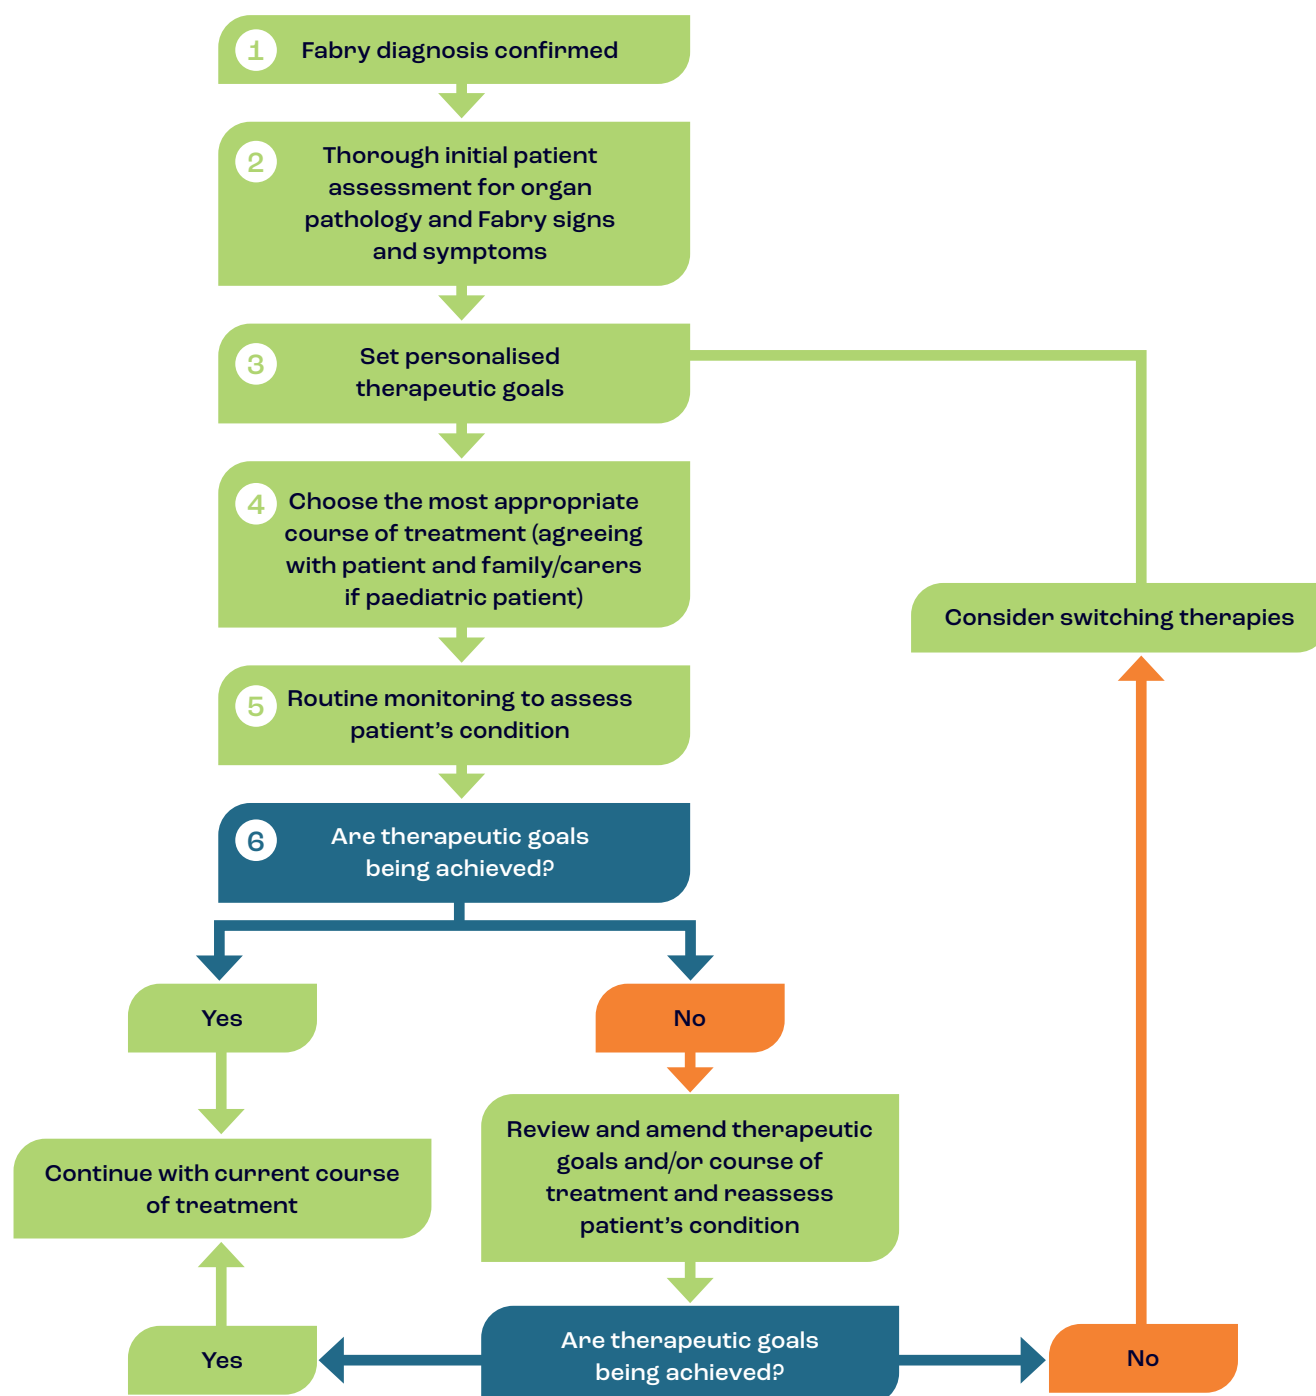 1 Fabry diagnosis confirmed
2 Thorough initial patient
assessment for organ
pathology and Fabry signs
and symptoms
3 Set personalised
therapeutic goals
4 Choose the most appropriate
course of treatment (agreeing
with patient and family/carers
if paediatric patient)
Consider switching therapies
5 Routine monitoring to assess
patient’s condition
6 Are therapeutic goals
being achieved?
Yes
No
Review and amend therapeutic
goals and/or course of
treatment and reassess
patient’s condition
Continue with current course
of treatment
Are therapeutic goals
being achieved?
Yes
No